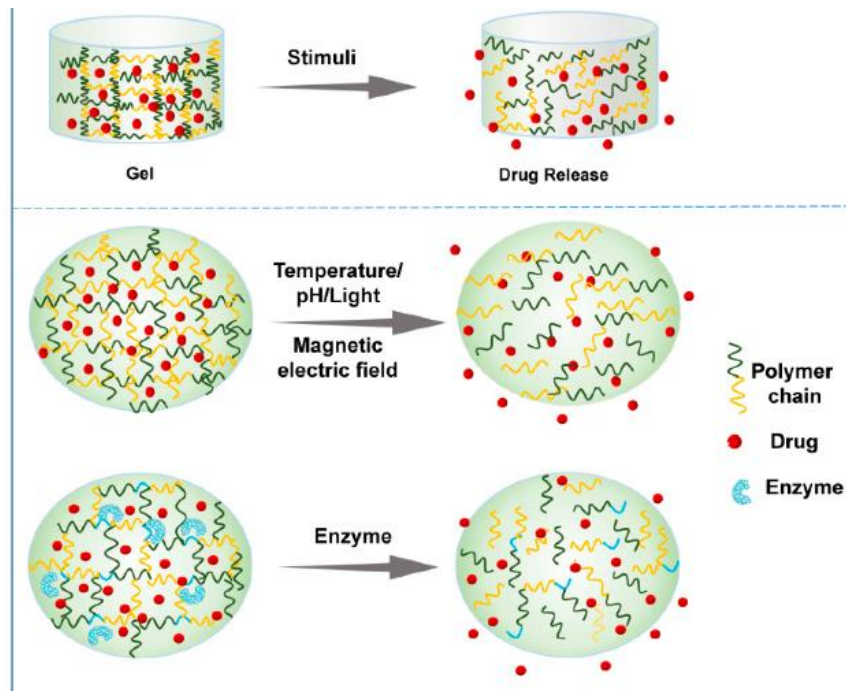 Stimuli
Gel
Drug Release
Temperature/
pH/Light
Magnetic
electric field
Polymer
chain
Drug
Enzyme
Enzyme